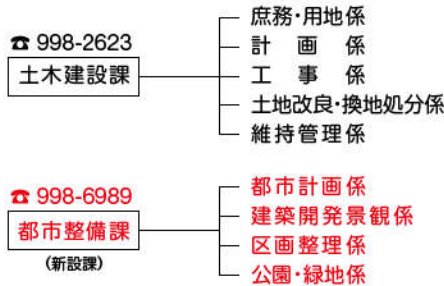 ☎ 998-2623
土木建設課
庶務・用地係
計画係
工事係
土地改良・換地処分係
維持管理係
☎ 998-6989
都市整備課
(新設課)
都市計画係
建築開発景観係
区画整理係
公園・緑地係